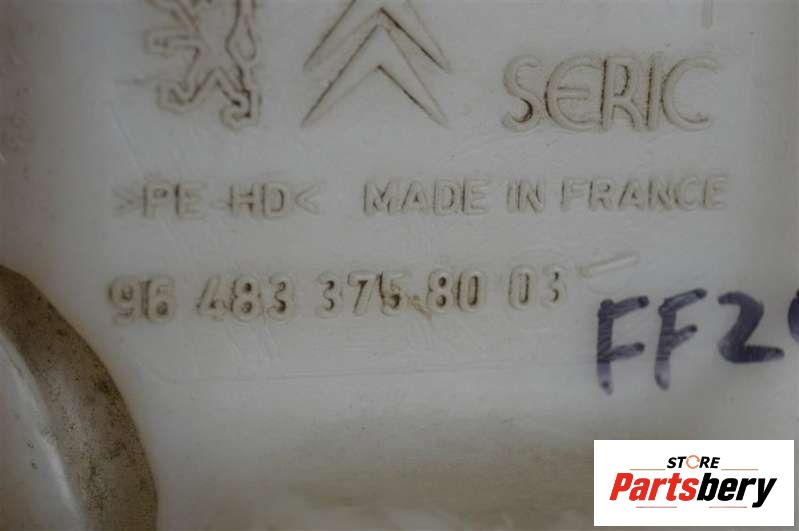 SERIC
>PE-HD< MADE IN FRANCE
96 483 375 80 03
FF2
STORE
Partsbery